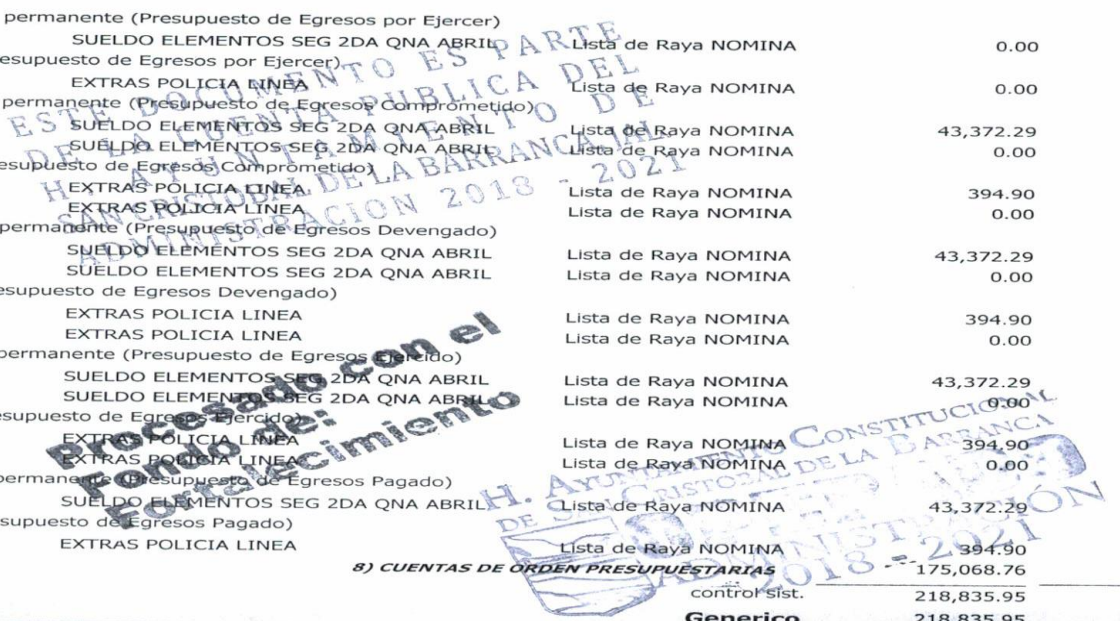 permanente (Presupuesto de Egresos por Ejercer)
SUELDO ELEMENTOS SEG 2DA QNA ABRIL Lista de Raya NOMINA 0.00
esupuesto de Egresos por Ejercer)
EXTRAS POLICIA LINEA Lista de Raya NOMINA 0.00
permanente (Presupuesto de Egresos Comprometido)
SUELDO ELEMENTOS SEG 2DA QNA ABRIL Lista de Raya NOMINA 43,372.29
SUELDO ELEMENTOS SEG 2DA QNA ABRIL Lista de Raya NOMINA 0.00
esupuesto de Egresos Comprometido)
EXTRAS POLICIA LINEA Lista de Raya NOMINA 394.90
EXTRAS POLICIA LINEA Lista de Raya NOMINA 0.00
permanente (Presupuesto de Egresos Devengado)
SUELDO ELEMENTOS SEG 2DA QNA ABRIL Lista de Raya NOMINA 43,372.29
SUELDO ELEMENTOS SEG 2DA QNA ABRIL Lista de Raya NOMINA 0.00
esupuesto de Egresos Devengado)
EXTRAS POLICIA LINEA Lista de Raya NOMINA 394.90
EXTRAS POLICIA LINEA Lista de Raya NOMINA 0.00
permanente (Presupuesto de Egresos Ejercido)
SUELDO ELEMENTOS SEG 2DA QNA ABRIL Lista de Raya NOMINA 43,372.29
SUELDO ELEMENTOS SEG 2DA QNA ABRIL Lista de Raya NOMINA 0.00
esupuesto de Egresos Ejercido)
EXTRAS POLICIA LINEA Lista de Raya NOMINA 394.90
EXTRAS POLICIA LINEA Lista de Raya NOMINA 0.00
permanente (Presupuesto de Egresos Pagado)
SUELDO ELEMENTOS SEG 2DA QNA ABRIL Lista de Raya NOMINA 43,372.29
supuesto de Egresos Pagado)
EXTRAS POLICIA LINEA Lista de Raya NOMINA 394.90
8) CUENTAS DE ORDEN PRESUPUESTARIAS 175,068.76
control sist. 218,835.95
Generico 218,835.95
ESTE DOCUMENTO ES PARTE
DE LA CUENTA PUBLICA DEL
H. AYUNTAMIENTO DE
SAN CRISTOBAL DE LA BARRANCA JAL.
ADMINISTRACION 2018 - 2021
Procesado con el
Fondo de:
Fortalecimiento
H. AYUNTAMIENTO CONSTITUCIONAL
DE SAN CRISTOBAL DE LA BARRANCA
ADMINISTRACIÓN
2018 - 2021